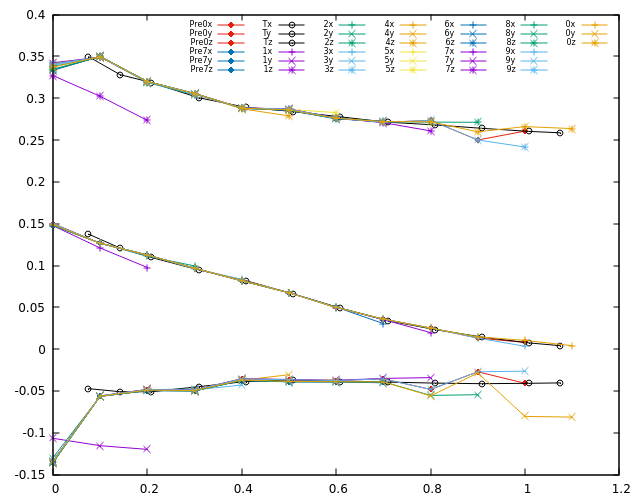 0.4 Pre0x Tx 2x 4x 6x 8x 0x
Pre0y Ty 2y 4y 6y 8y 0y
Pre0z Tz 2z 4z 6z 8z 0z
0.35 Pre7x 1x 3x 5x 7x 9x
Pre7y 1y 3y 5y 7y 9y
Pre7z 1z 3z 5z 7z 9z
0.3
0.25
0.2
0.15
0.1
0.05
0
-0.05
-0.1
-0.15
0 0.2 0.4 0.6 0.8 1 1.2